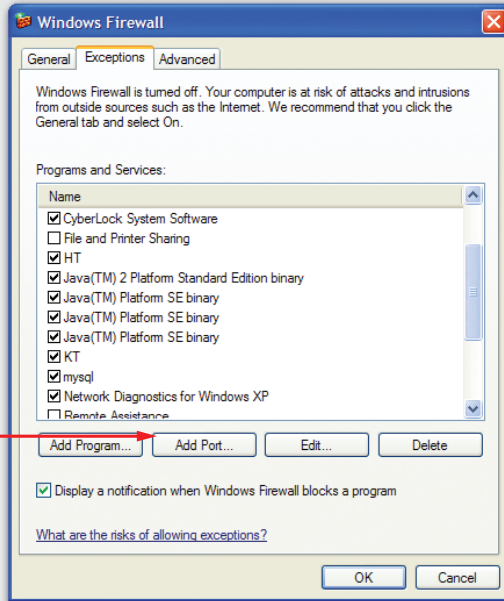 Windows Firewall
General Exceptions Advanced
Windows Firewall is turned off. Your computer is at risk of attacks and intrusions
from outside sources such as the Internet. We recommend that you click the
General tab and select On.
Programs and Services:
Name
CyberLock System Software
File and Printer Sharing
HT
Java(TM) 2 Platform Standard Edition binary
Java(TM) Platform SE binary
Java(TM) Platform SE binary
Java(TM) Platform SE binary
KT
mysql
Network Diagnostics for Windows XP
Remote Assistance
Add Program... Add Port... Edit... Delete
Display a notification when Windows Firewall blocks a program
What are the risks of allowing exceptions?
OK Cancel